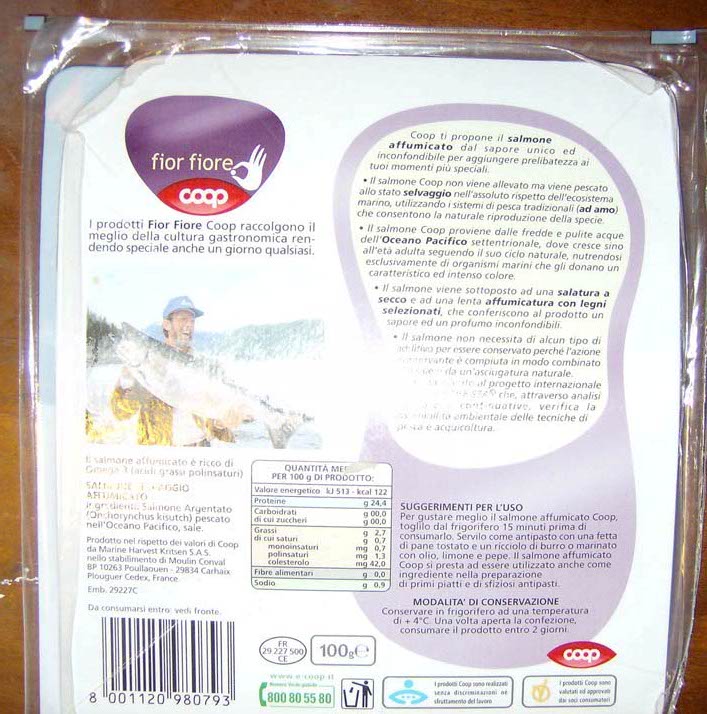 fior fiore
coop
I prodotti Fior Fiore Coop raccolgono il
meglio della cultura gastronomica ren-
dendo speciale anche un giorno qualsiasi.
Coop ti propone il salmone
affumicato dal sapore unico ed
inconfondibile per aggiungere prelibatezza ai
tuoi momenti più speciali.
• Il salmone Coop non viene allevato ma viene pescato
allo stato selvaggio nell'assoluto rispetto dell'ecosistema
marino, utilizzando i sistemi di pesca tradizionali (ad amo)
che consentono la naturale riproduzione della specie.
• Il salmone Coop proviene dalle fredde e pulite acque
dell'Oceano Pacifico settentrionale, dove cresce sino
all'età adulta seguendo il suo ciclo naturale, nutrendosi
esclusivamente di organismi marini che gli donano un
caratteristico ed intenso colore.
• Il salmone viene sottoposto ad una salatura a
secco e ad una lenta affumicatura con legni
selezionati, che conferiscono al prodotto un
sapore ed un profumo inconfondibili.
• Il salmone non necessita di alcun tipo di
additivo per essere conservato perché l'azione
è compiuta in modo combinato
da un'asciugatura naturale.
al progetto internazionale
che, attraverso analisi
continuative, verifica la
ambientale delle tecniche di
pesca e acquicoltura.
Il salmone affumicato è ricco di
Omega 3 (acidi grassi polinsaturi)
SALMONE SELVAGGIO
AFFUMICATO
Ingredienti: Salmone Argentato
(Onchorynchus kisutch) pescato
nell'Oceano Pacifico, sale.
Prodotto nel rispetto dei valori di Coop
da Marine Harvest Kritsen S.A.S.
nello stabilimento di Moulin Conval
BP 10263 Poullaouen - 29834 Carhaix
Plouguer Cedex, France.
Emb. 29227C
Da consumarsi entro: vedi fronte.
8 001120 980793
QUANTITÀ
PER 100 g DI PRODOTTO:
Valore energetico kJ 513 - kcal 122
Proteine g 24,4
Carboidrati g 00,0
di cui zuccheri g 00,0
Grassi g 2,7
di cui saturi g 0,7
monoinsaturi mg 0,7
polinsaturi mg 1,3
colesterolo mg 42,0
Fibre alimentari g 0,0
Sodio g 0,9
SUGGERIMENTI PER L'USO
Per gustare meglio il salmone affumicato Coop,
toglilo dal frigorifero 15 minuti prima di
consumarlo. Servilo come antipasto con una fetta
di pane tostato e un ricciolo di burro o marinato
con olio, limone e pepe. Il salmone affumicato
Coop si presta ad essere utilizzato anche come
ingrediente nella preparazione
di primi piatti e di sfiziosi antipasti.
MODALITA' DI CONSERVAZIONE
Conservare in frigorifero ad una temperatura
di + 4°C. Una volta aperta la confezione,
consumare il prodotto entro 2 giorni.
FR
29 227 500
CE
100g e
coop
www.e-coop.it
Numero Verde gratuito
800 80 55 80
I prodotti Coop sono realizzati
senza discriminazioni né
sfruttamento del lavoro
I prodotti Coop sono
valutati ed approvati
dai soci consumatori